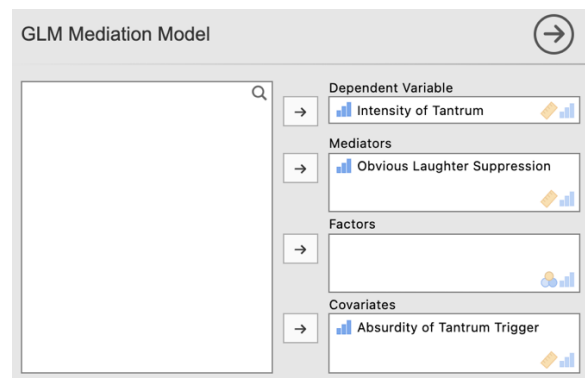 GLM Mediation Model
Dependent Variable
Intensity of Tantrum
Mediators
Obvious Laughter Suppression
Factors
Covariates
Absurdity of Tantrum Trigger